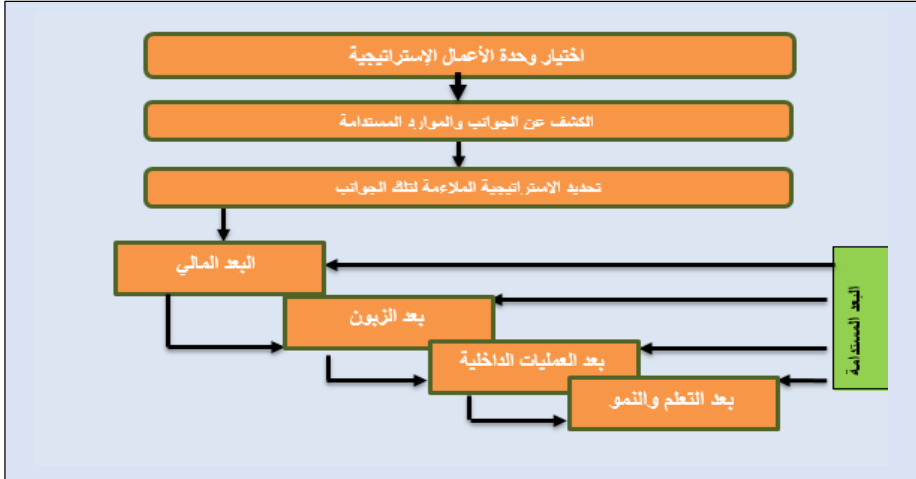 اختيار وحدة الأعمال الإستراتيجية
الكشف عن الجوانب والموارد المستدامة
تحديد الاستراتيجية الملاءمة لتلك الجوانب
البعد المالي
بعد الزبون
بعد العمليات الداخلية
بعد التعلم والنمو
البعد المستدامة